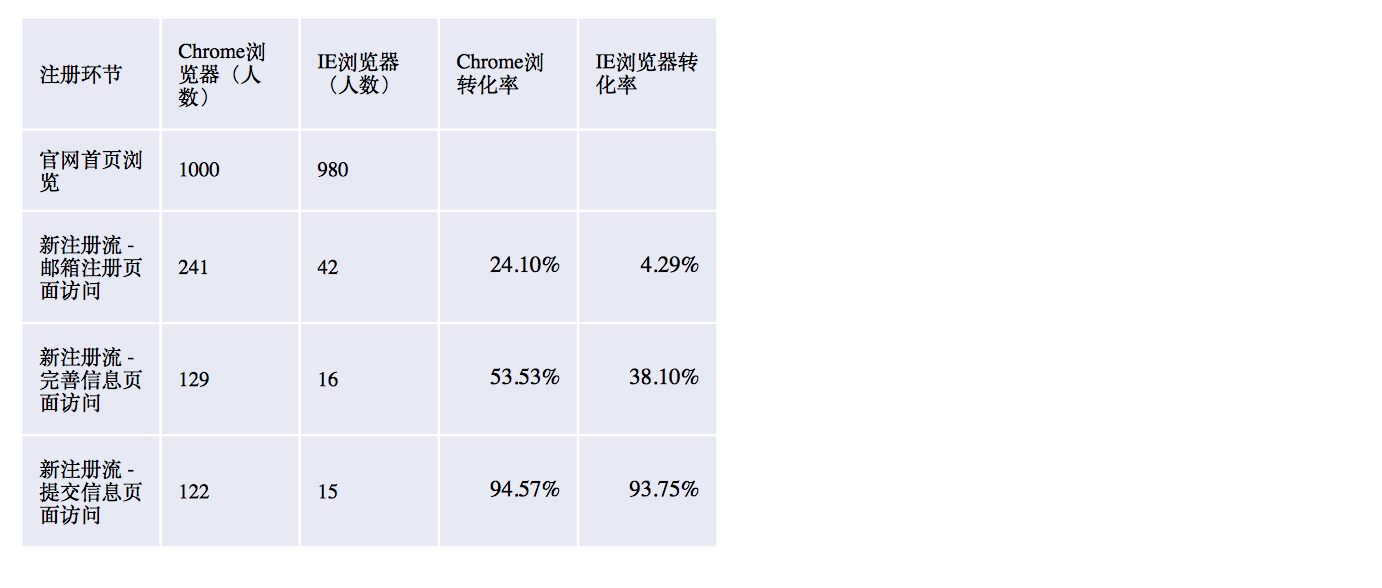 注册环节
Chrome浏
览器（人
数）
IE浏览器
（人数）
Chrome浏
转化率
IE浏览器转
化率
官网首页浏
览
1000
980
新注册流 -
邮箱注册页
面访问
241
42
24.10%
4.29%
新注册流 -
完善信息页
面访问
129
16
53.53%
38.10%
新注册流 -
提交信息页
面访问
122
15
94.57%
93.75%